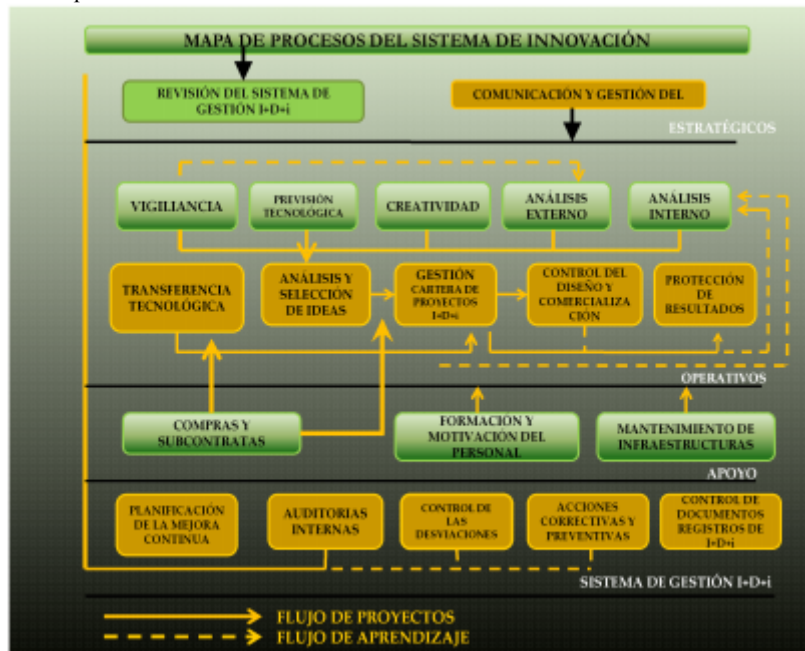 MAPA DE PROCESOS DEL SISTEMA DE INNOVACIÓN
REVISIÓN DEL SISTEMA DE
GESTIÓN I+D+i
COMUNICACIÓN Y GESTIÓN DEL
ESTRATÉGICOS
VIGILIANCIA
PREVISIÓN
TECNOLÓGICA
CREATIVIDAD
ANÁLISIS
EXTERNO
ANÁLISIS
INTERNO
TRANSFERENCIA
TECNOLÓGICA
ANÁLISIS Y
SELECCIÓN
DE IDEAS
GESTIÓN
CARTERA DE
PROYECTOS
I+D+i
CONTROL DEL
DISEÑO Y
COMERCIALIZA
CIÓN
PROTECCIÓN
DE
RESULTADOS
OPERATIVOS
COMPRAS Y
SUBCONTRATAS
FORMACIÓN Y
MOTIVACIÓN DEL
PERSONAL
MANTENIMIENTO DE
INFRAESTRUCTURAS
APOYO
PLANIFICACIÓN
DE LA MEJORA
CONTINUA
AUDITORIAS
INTERNAS
CONTROL DE
LAS
DESVIACIONES
ACCIONES
CORRECTIVAS Y
PREVENTIVAS
CONTROL DE
DOCUMENTOS
REGISTROS DE
I+D+i
SISTEMA DE GESTIÓN I+D+i
FLUJO DE PROYECTOS
FLUJO DE APRENDIZAJE